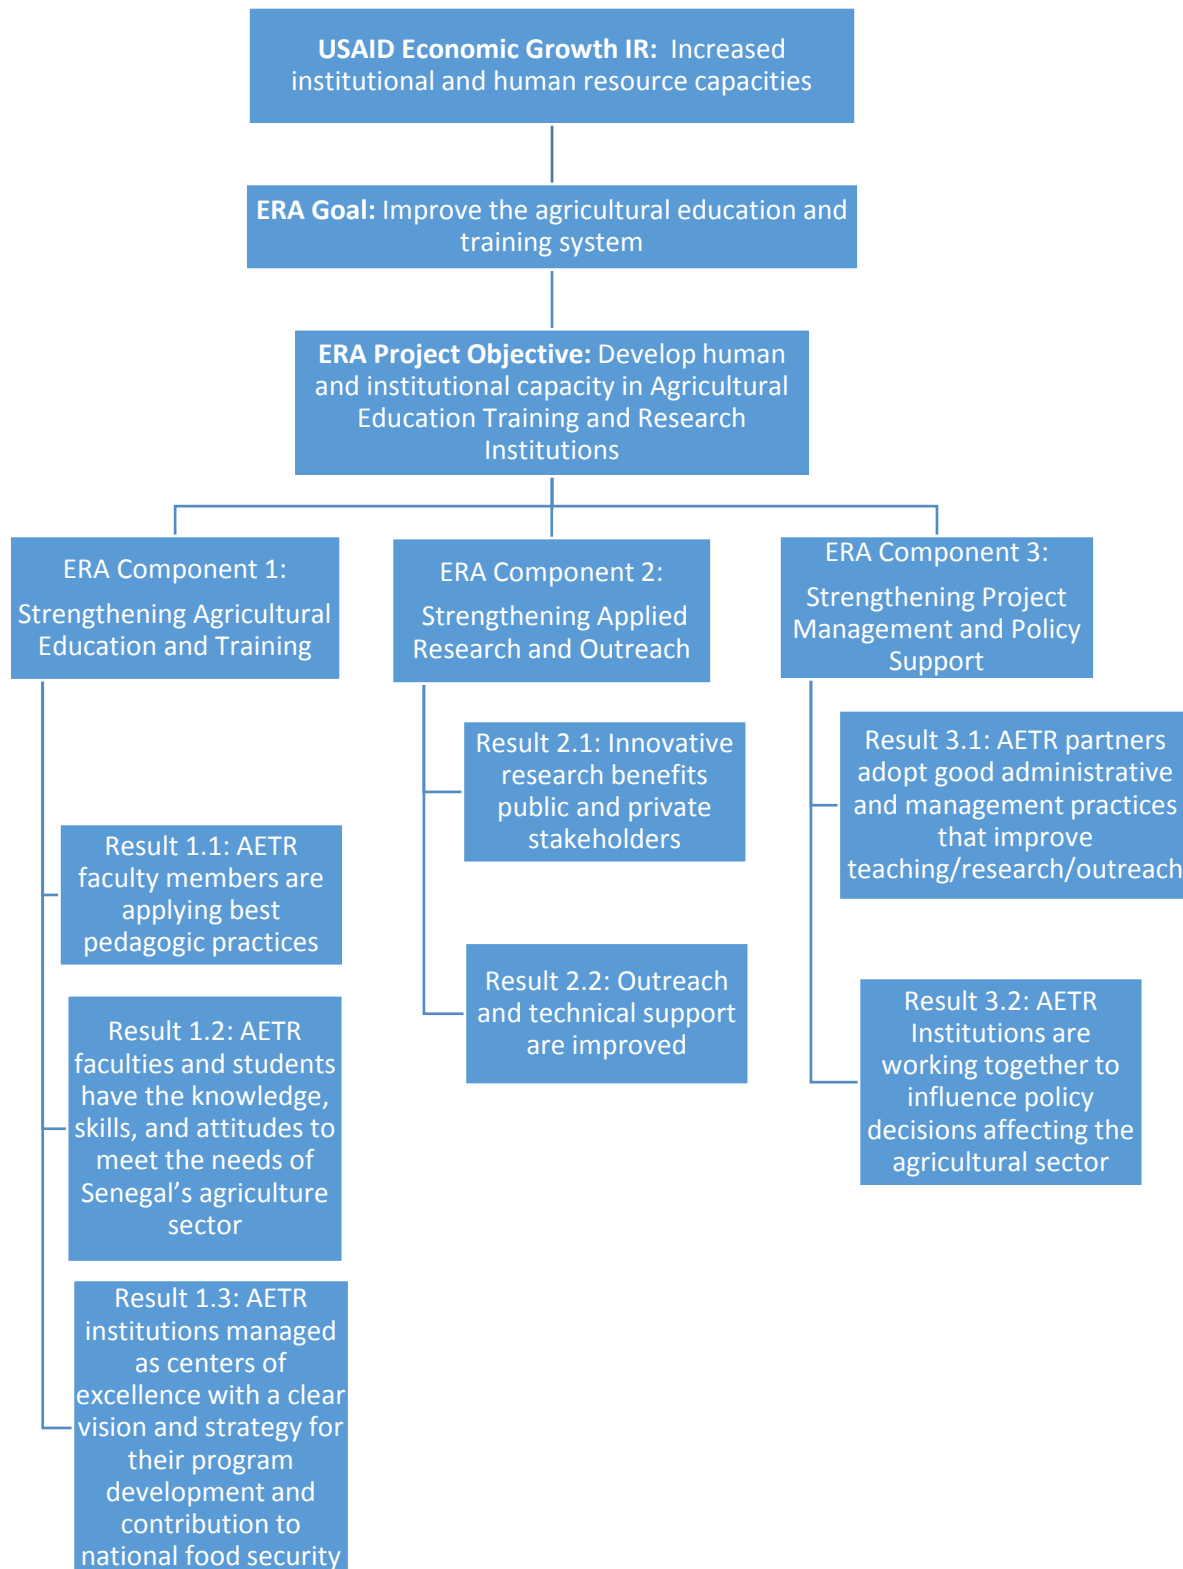 USAID Economic Growth IR:  Increased
institutional and human resource capacities
ERA Goal: Improve the agricultural education and
training system
ERA Project Objective: Develop human
and institutional capacity in Agricultural
Education Training and Research
Institutions
ERA Component 1:
Strengthening Agricultural
Education and Training
Result 1.1: AETR
faculty members are
applying best
pedagogic practices
Result 1.2: AETR
faculties and students
have the knowledge,
skills, and attitudes to
meet the needs of
Senegal’s agriculture
sector
Result 1.3: AETR
institutions managed
as centers of
excellence with a clear
vision and strategy for
their program
development and
contribution to
national food security
ERA Component 2:
Strengthening Applied
Research and Outreach
Result 2.1: Innovative
research benefits
public and private
stakeholders
Result 2.2: Outreach
and technical support
are improved
ERA Component 3:
Strengthening Project
Management and Policy
Support
Result 3.1: AETR partners
adopt good administrative
and management practices
that improve
teaching/research/outreach
Result 3.2: AETR
Institutions are
working together to
influence policy
decisions affecting the
agricultural sector